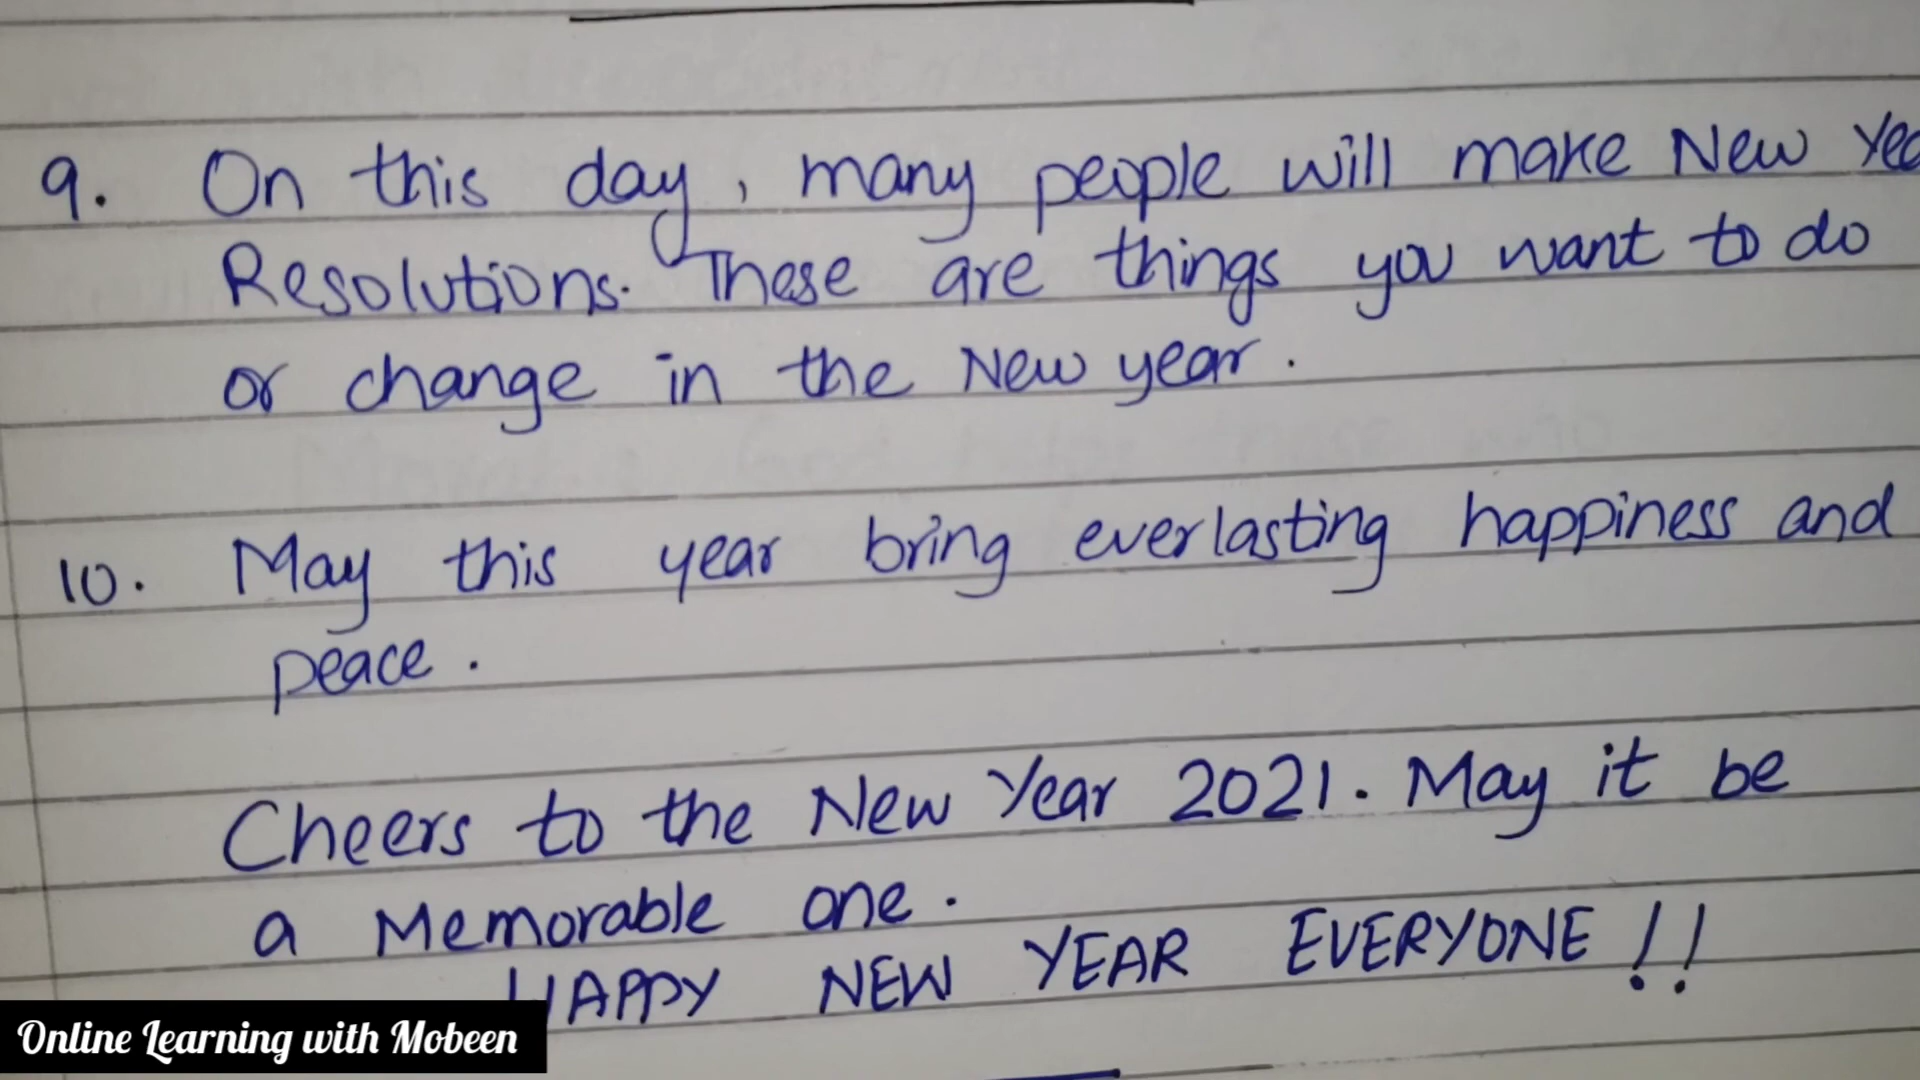 9. On this day, many people will make New Yea
Resolutions. These are things you want to do
or change in the New year.
10. May this year bring everlasting happiness and
peace.
Cheers to the New Year 2021. May it be
a Memorable one.
HAPPY NEW YEAR EVERYONE !!
Online Learning with Mobeen